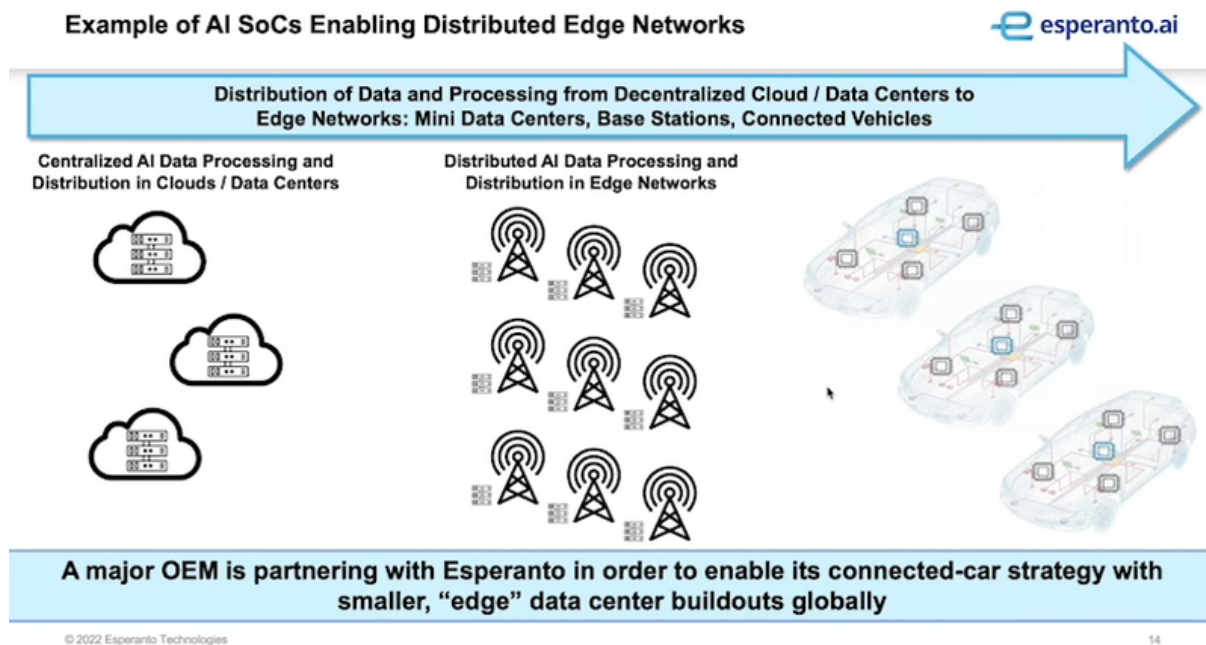 Example of AI SoCs Enabling Distributed Edge Networks
esperanto.ai
Distribution of Data and Processing from Decentralized Cloud / Data Centers to
Edge Networks: Mini Data Centers, Base Stations, Connected Vehicles
Centralized AI Data Processing and
Distribution in Clouds / Data Centers
Distributed AI Data Processing and
Distribution in Edge Networks
A major OEM is partnering with Esperanto in order to enable its connected-car strategy with
smaller, “edge” data center buildouts globally
© 2022 Esperanto Technologies
14